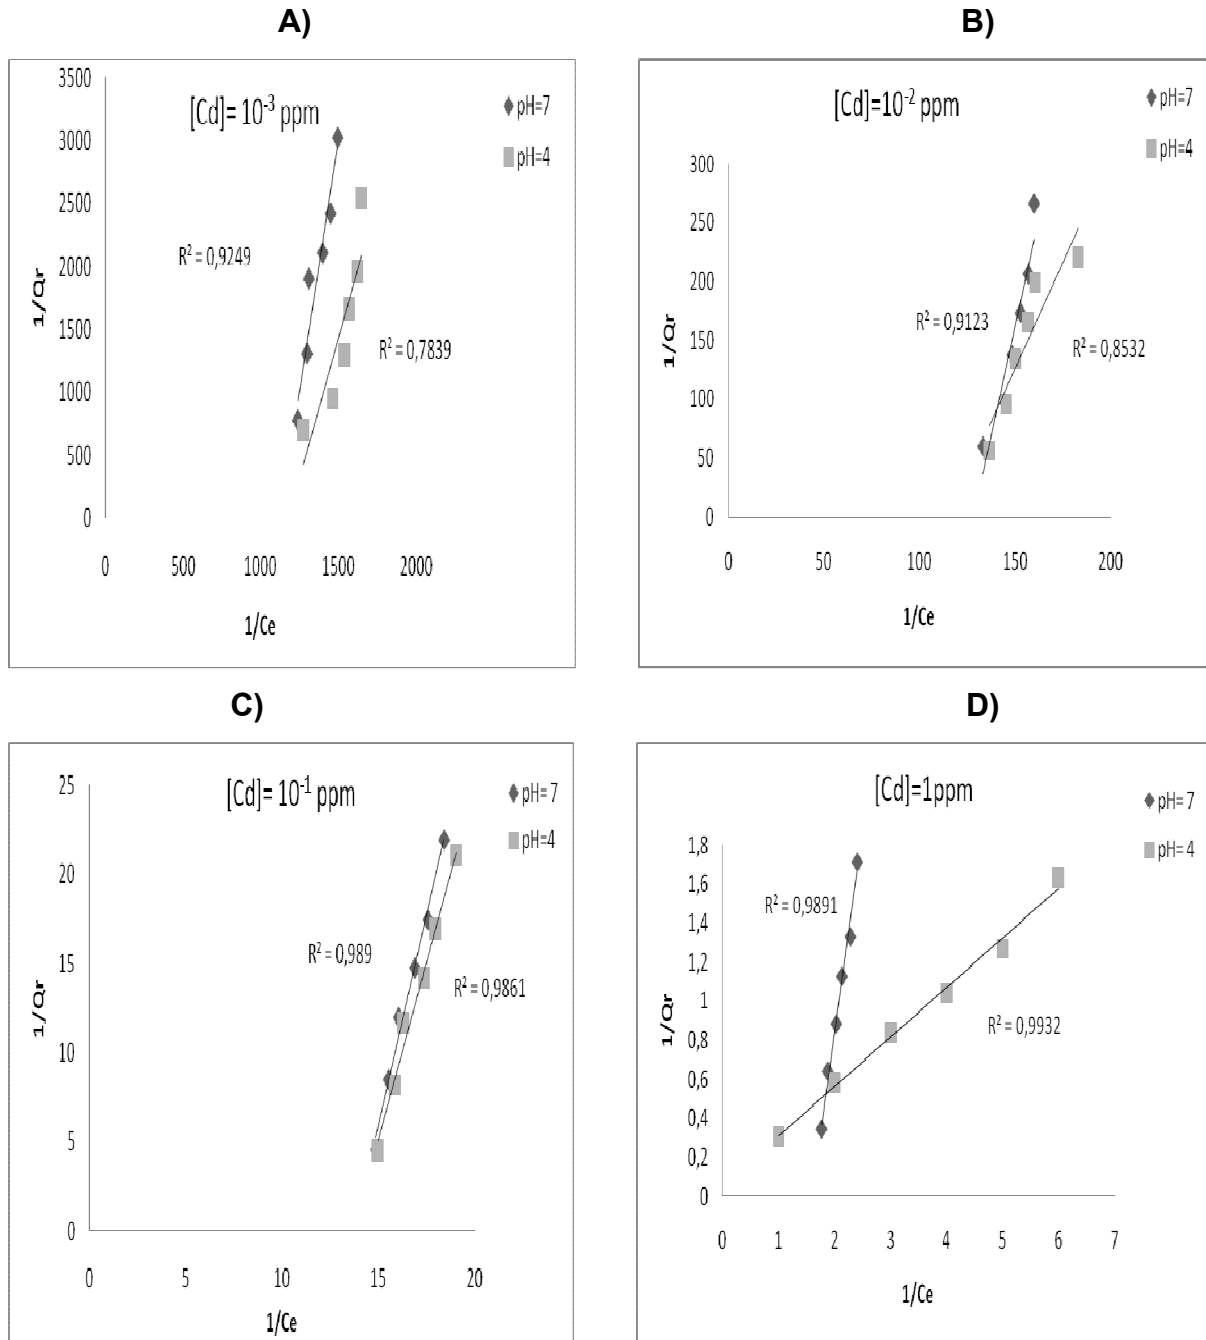 A)
[Cd]= 10⁻³ ppm
pH=7
pH=4
3500
3000
2500
2000
1500
1000
500
0
1/Qr
R² = 0,9249
R² = 0,7839
0 500 1000 1500 2000
1/Ce
B)
[Cd]=10⁻² ppm
pH=7
pH=4
300
250
200
150
100
50
0
1/Qr
R² = 0,9123
R² = 0,8532
0 50 100 150 200
1/Ce
C)
[Cd]= 10⁻¹ ppm
pH=7
pH=4
25
20
15
10
5
0
1/Qr
R² = 0,989
R² = 0,9861
0 5 10 15 20
1/Ce
D)
[Cd]=1ppm
pH=7
pH=4
1,8
1,6
1,4
1,2
1
0,8
0,6
0,4
0,2
0
1/Qr
R² = 0,9891
R² = 0,9932
0 1 2 3 4 5 6 7
1/Ce